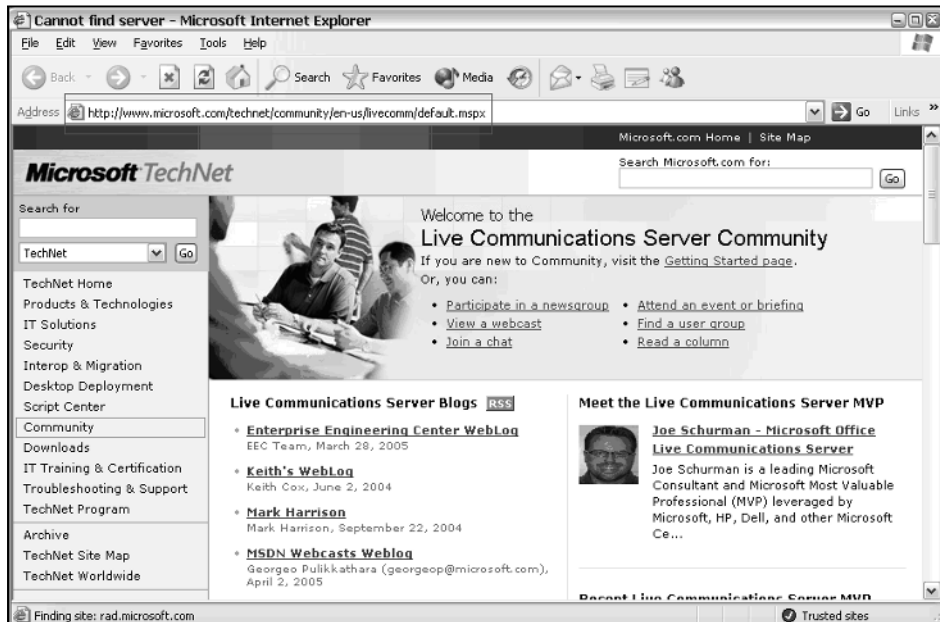 Cannot find server - Microsoft Internet Explorer
File Edit View Favorites Tools Help
Back Search Favorites Media
Address http://www.microsoft.com/technet/community/en-us/livecomm/default.mspx Go Links »
Microsoft.com Home | Site Map
Microsoft TechNet
Search Microsoft.com for:
Go
Search for
TechNet Go
TechNet Home
Products & Technologies
IT Solutions
Security
Interop & Migration
Desktop Deployment
Script Center
Community
Downloads
IT Training & Certification
Troubleshooting & Support
TechNet Program
Archive
TechNet Site Map
TechNet Worldwide
Welcome to the
Live Communications Server Community
If you are new to Community, visit the Getting Started page.
Or, you can:
• Participate in a newsgroup
• View a webcast
• Join a chat
• Attend an event or briefing
• Find a user group
• Read a column
Live Communications Server Blogs RSS
• Enterprise Engineering Center WebLog
EEC Team, March 28, 2005
• Keith's WebLog
Keith Cox, June 2, 2004
• Mark Harrison
Mark Harrison, September 22, 2004
• MSDN Webcasts Weblog
Georgeo Pulikkathara (georgeop@microsoft.com),
April 2, 2005
Meet the Live Communications Server MVP
Joe Schurman - Microsoft Office
Live Communications Server
Joe Schurman is a leading Microsoft
Consultant and Microsoft Most Valuable
Professional (MVP) leveraged by
Microsoft, HP, Dell, and other Microsoft
Ce...
Recent Live Communications Server MVP
Finding site: rad.microsoft.com
Trusted sites